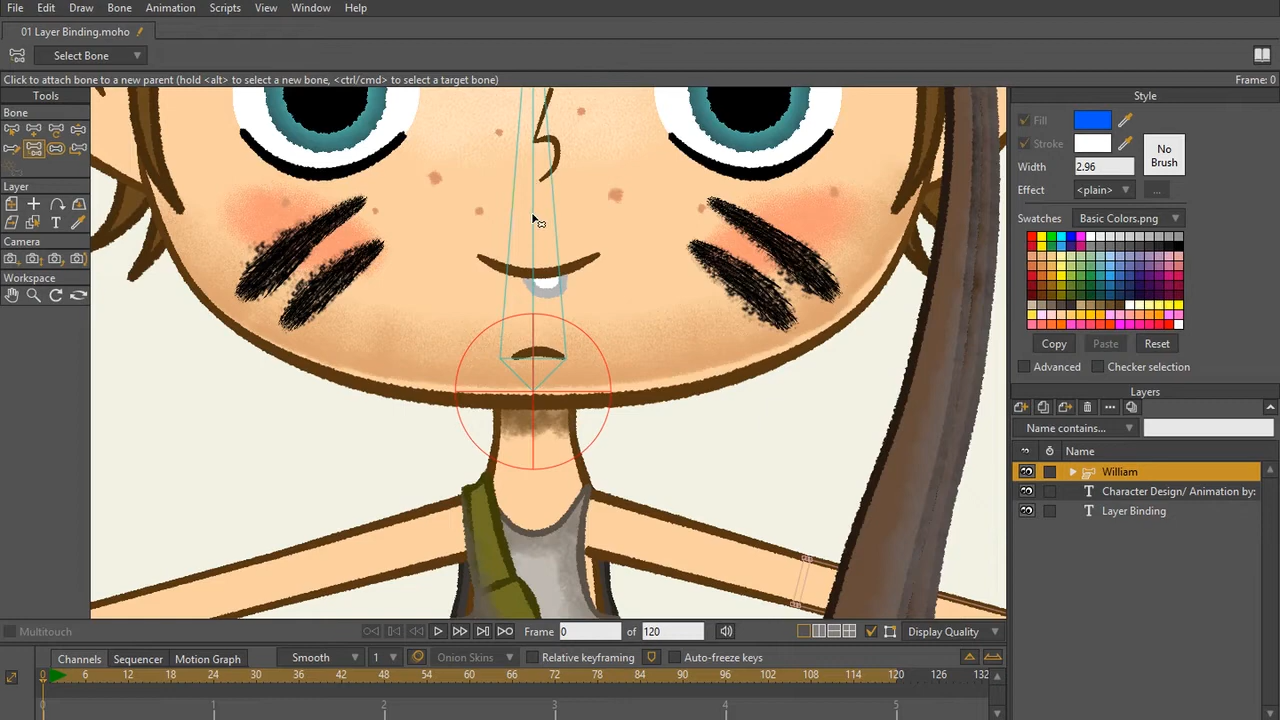 File Edit Draw Bone Animation Scripts View Window Help
01 Layer Binding.moho
Select Bone
Click to attach bone to a new parent (hold <alt> to select a new bone, <ctrl/cmd> to select a target bone) Frame: 0
Tools
Bone
Layer
T
Camera
Workspace
Style
Fill
Stroke
No Brush
Width 2.96
Effect <plain> ...
Swatches Basic Colors.png
Copy Paste Reset
Advanced Checker selection
Layers
Name contains...
Name
William
T Character Design/ Animation by:
T Layer Binding
Multitouch Frame 0 of 120 Display Quality
Channels Sequencer Motion Graph Smooth 1 Onion Skins Relative keyframing Auto-freeze keys
0 6 12 18 24 30 36 42 48 54 60 66 72 78 84 90 96 102 108 114 120 126 132
0 1 2 3 4 5